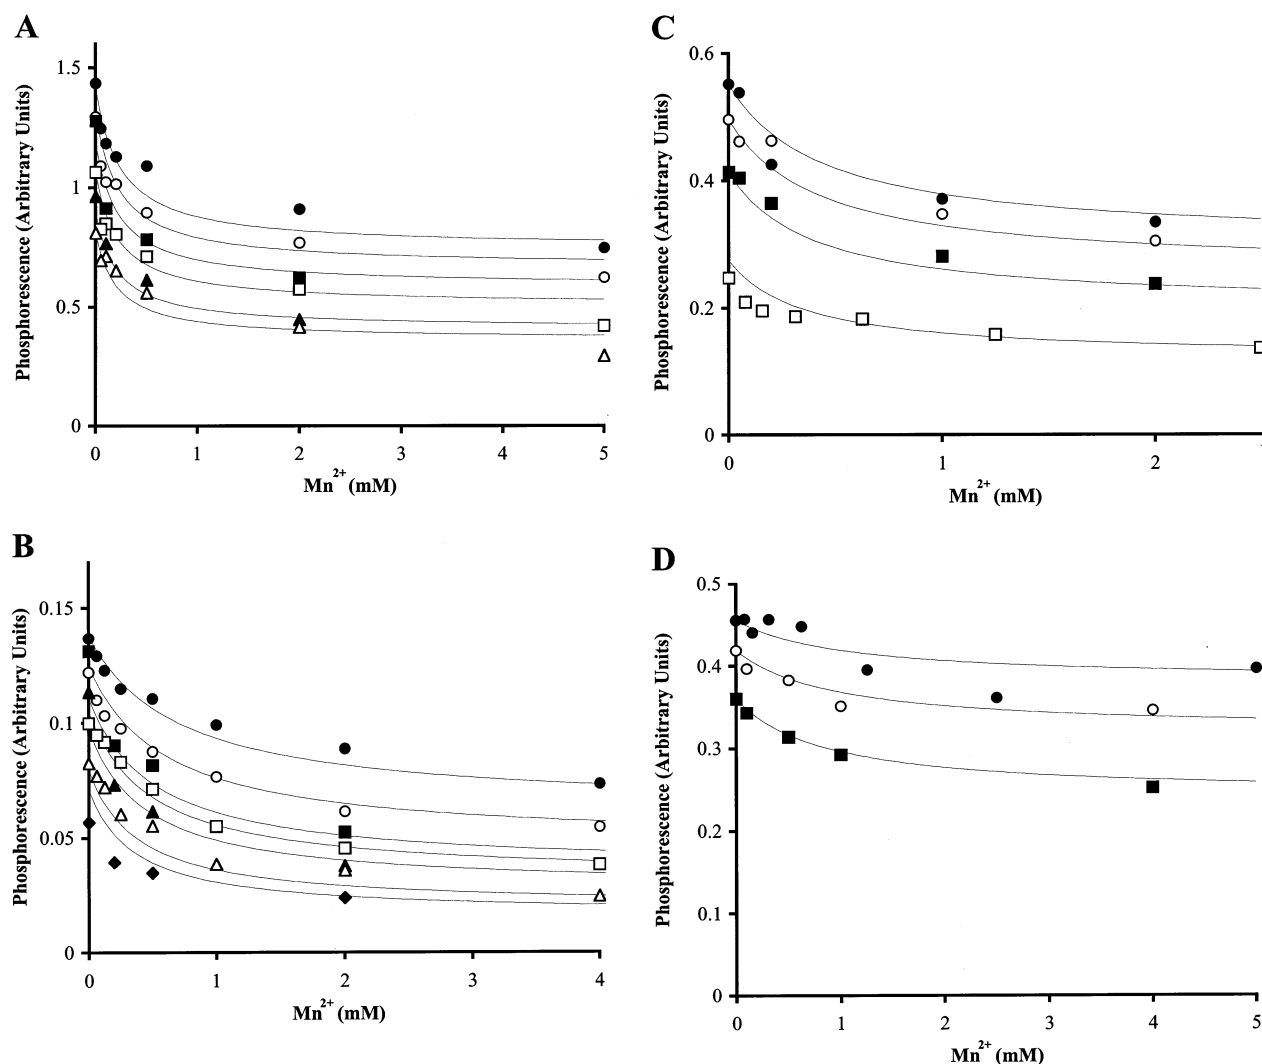 A
Phosphorescence (Arbitrary Units)
1.5
1
0.5
0
0 1 2 3 4 5
Mn2+ (mM)
B
Phosphorescence (Arbitrary Units)
0.15
0.1
0.05
0
0 1 2 3 4
Mn2+ (mM)
C
Phosphorescence (Arbitrary Units)
0.6
0.4
0.2
0
0 1 2
Mn2+ (mM)
D
Phosphorescence (Arbitrary Units)
0.5
0.4
0.3
0.2
0.1
0
0 1 2 3 4 5
Mn2+ (mM)